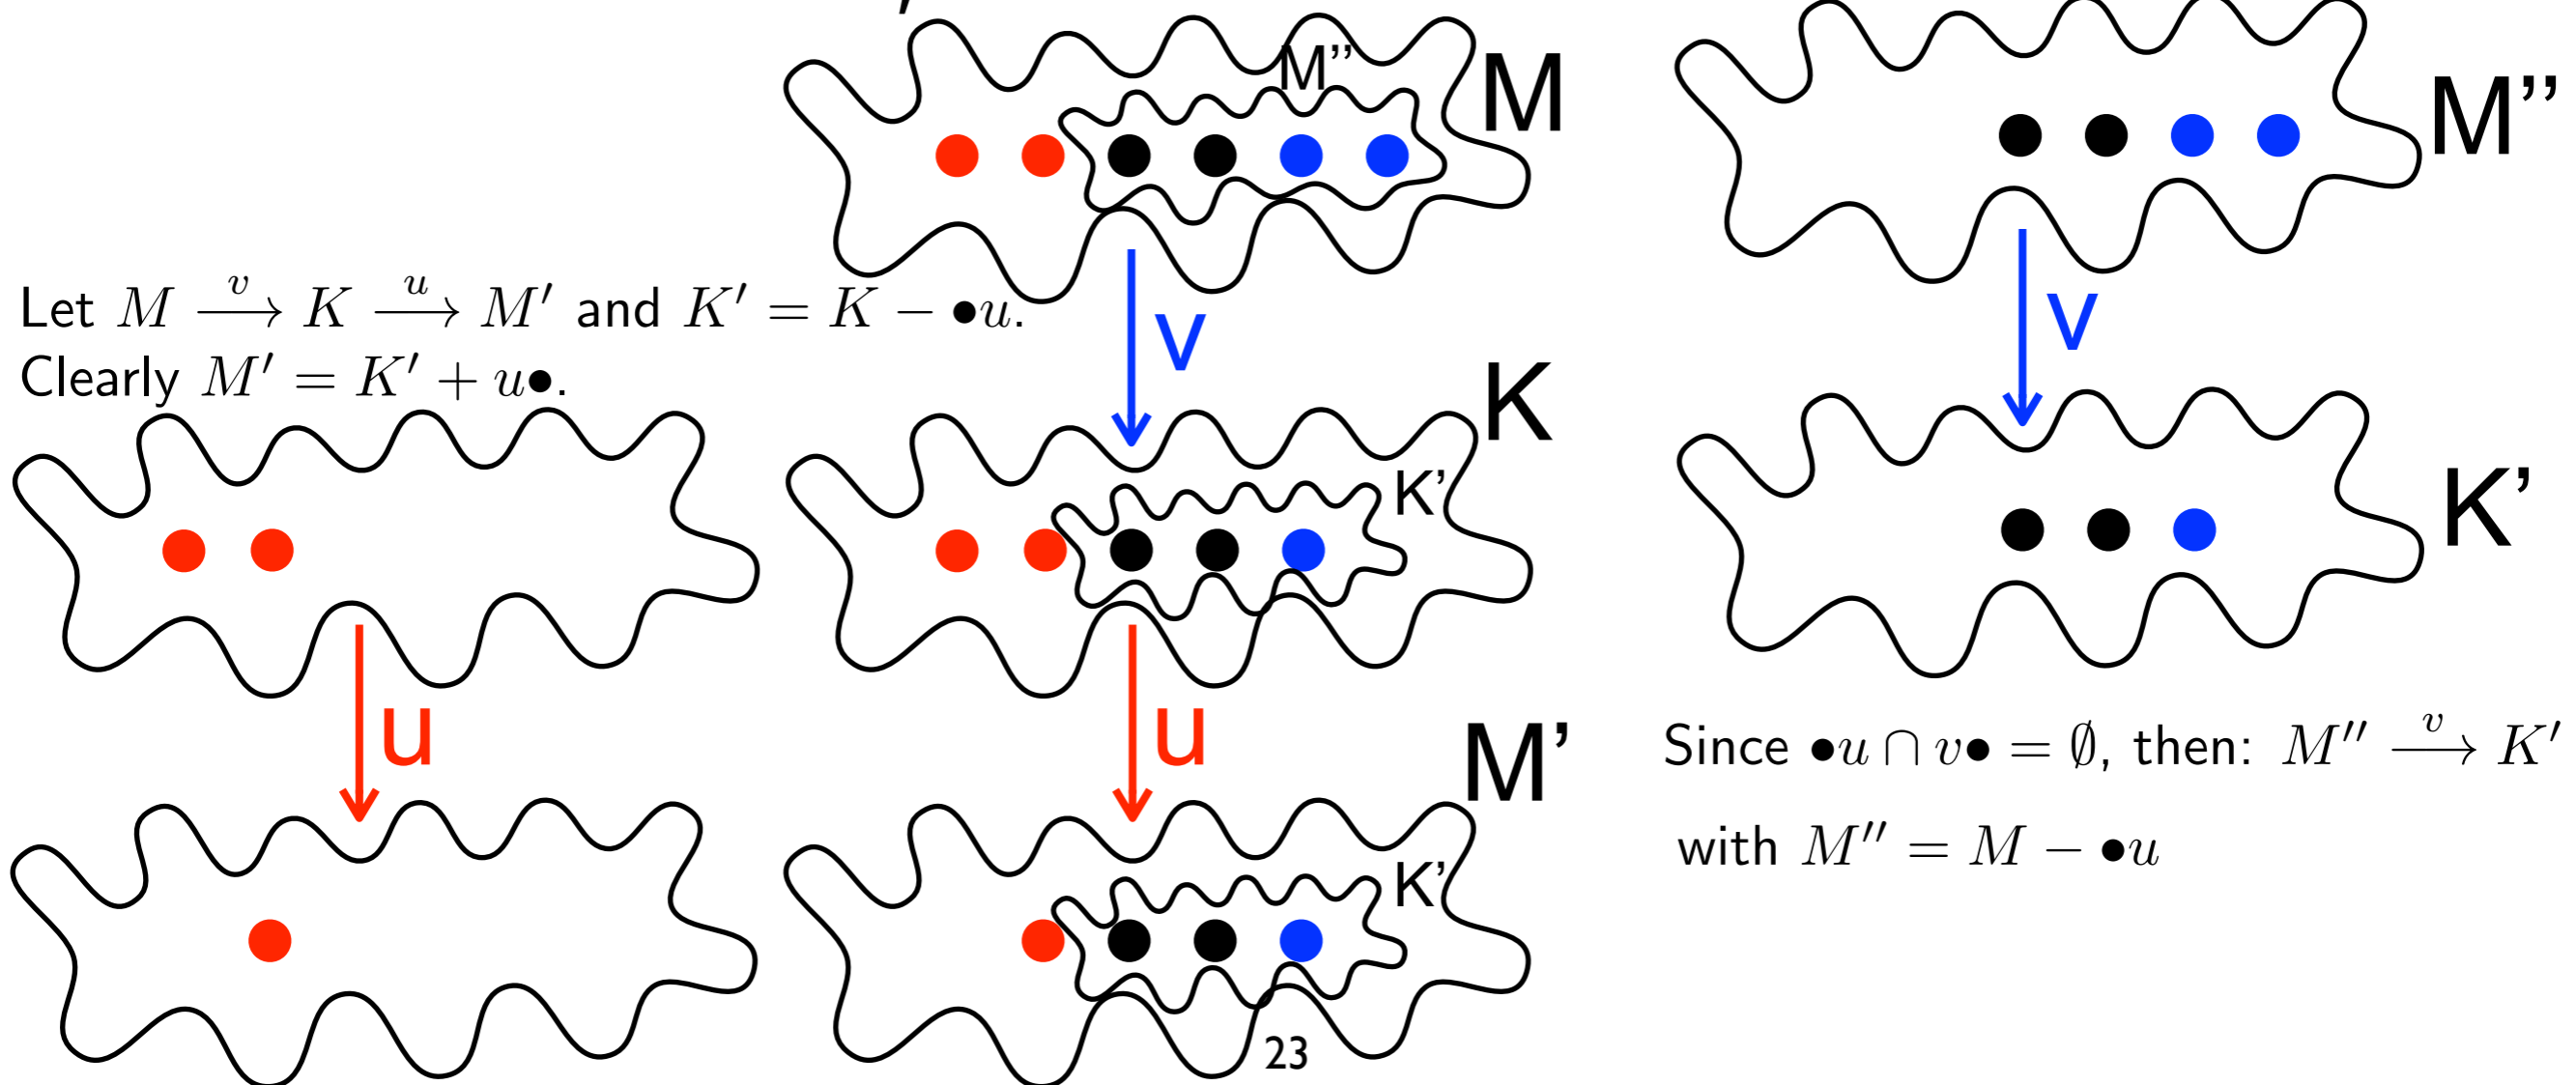 M’’
M
M’’
Let M —v→ K —u→ M′ and K′ = K − •u.
v
v
Clearly M′ = K′ + u•.
K
K’
K’
u
u
M’
Since •u ∩ v• = ∅, then: M′′ —v→ K′
with M′′ = M − •u
K’
23